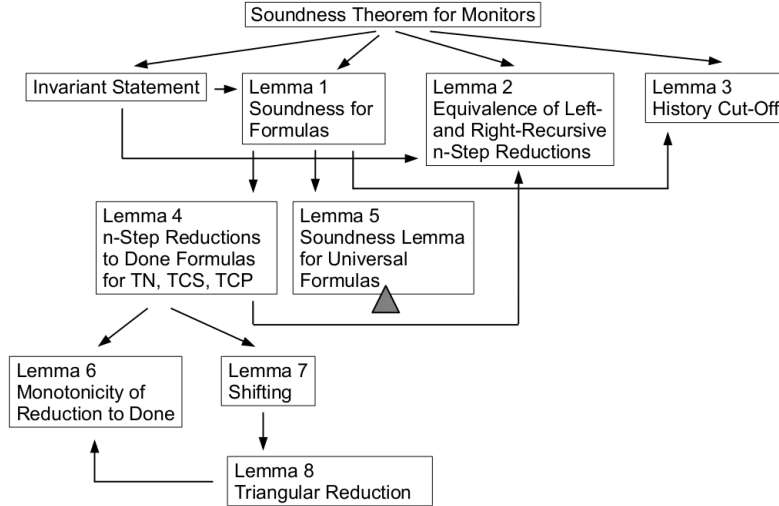 Soundness Theorem for Monitors
Invariant Statement
Lemma 1
Soundness for
Formulas
Lemma 2
Equivalence of Left-
and Right-Recursive
n-Step Reductions
Lemma 3
History Cut-Off
Lemma 4
n-Step Reductions
to Done Formulas
for TN, TCS, TCP
Lemma 5
Soundness Lemma
for Universal
Formulas
Lemma 6
Monotonicity of
Reduction to Done
Lemma 7
Shifting
Lemma 8
Triangular Reduction